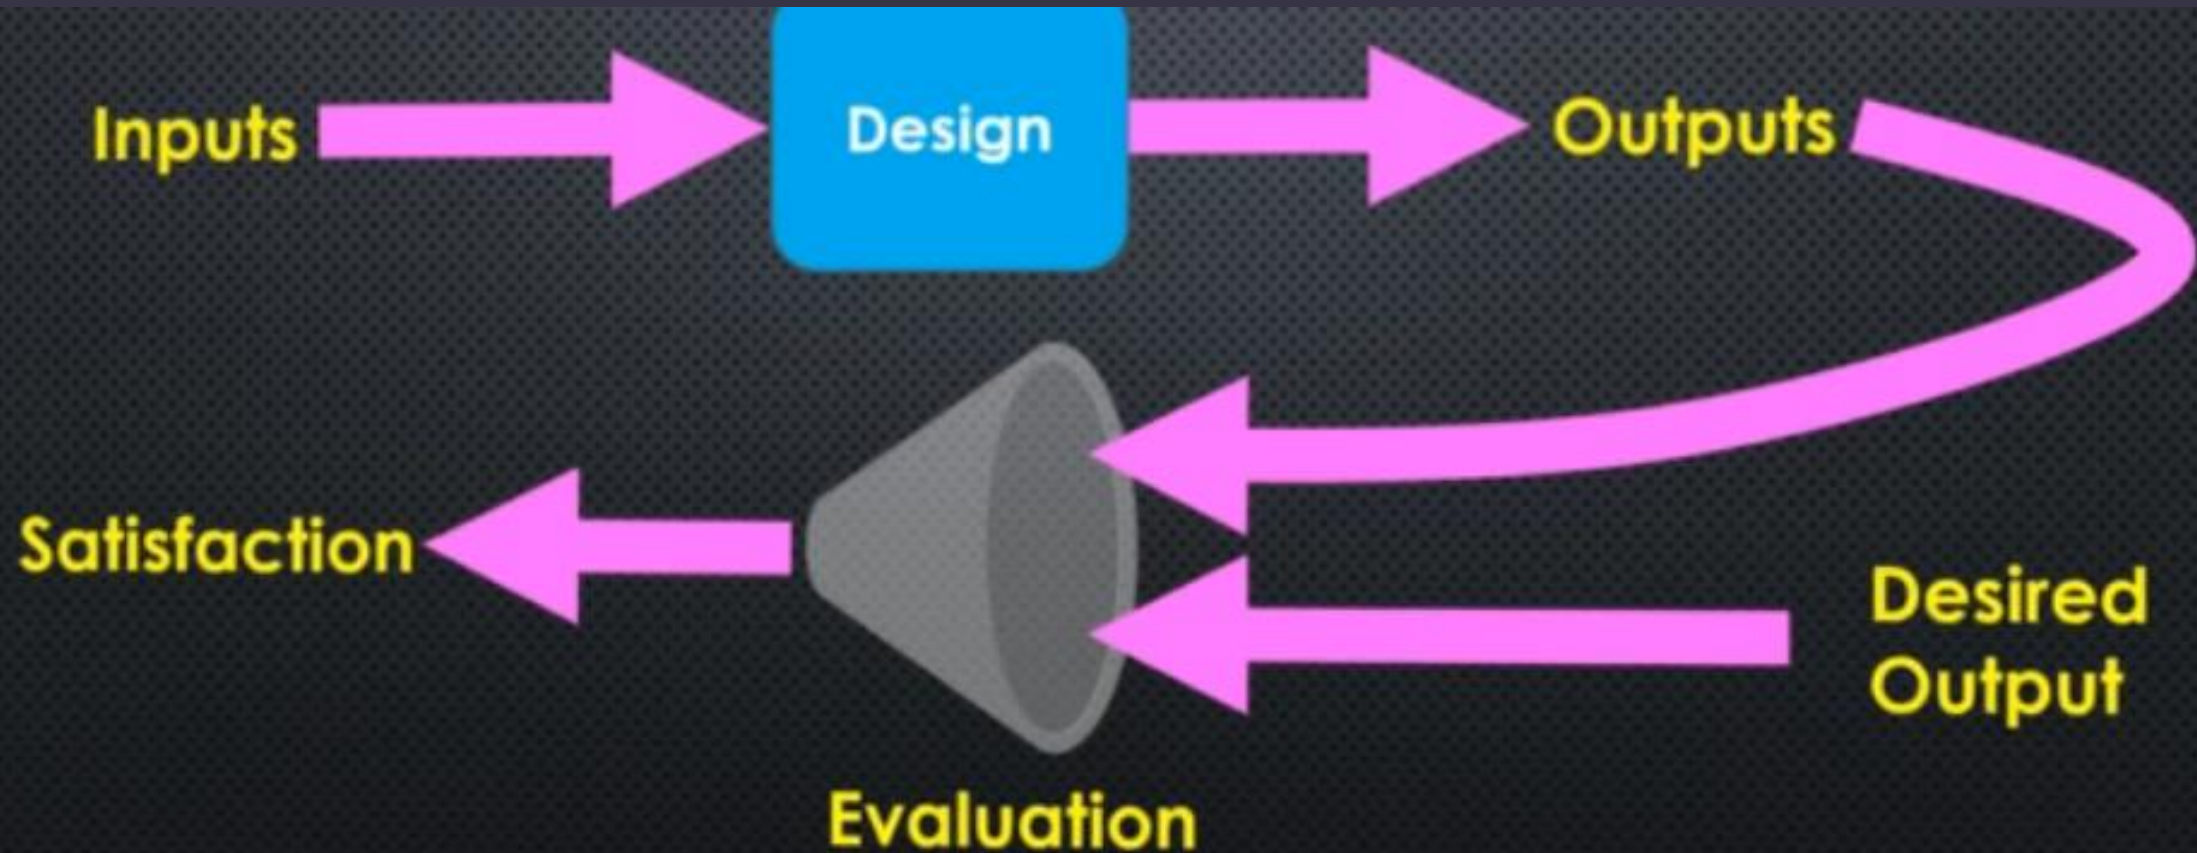 Inputs
Design
Outputs
Satisfaction
Desired
Output
Evaluation